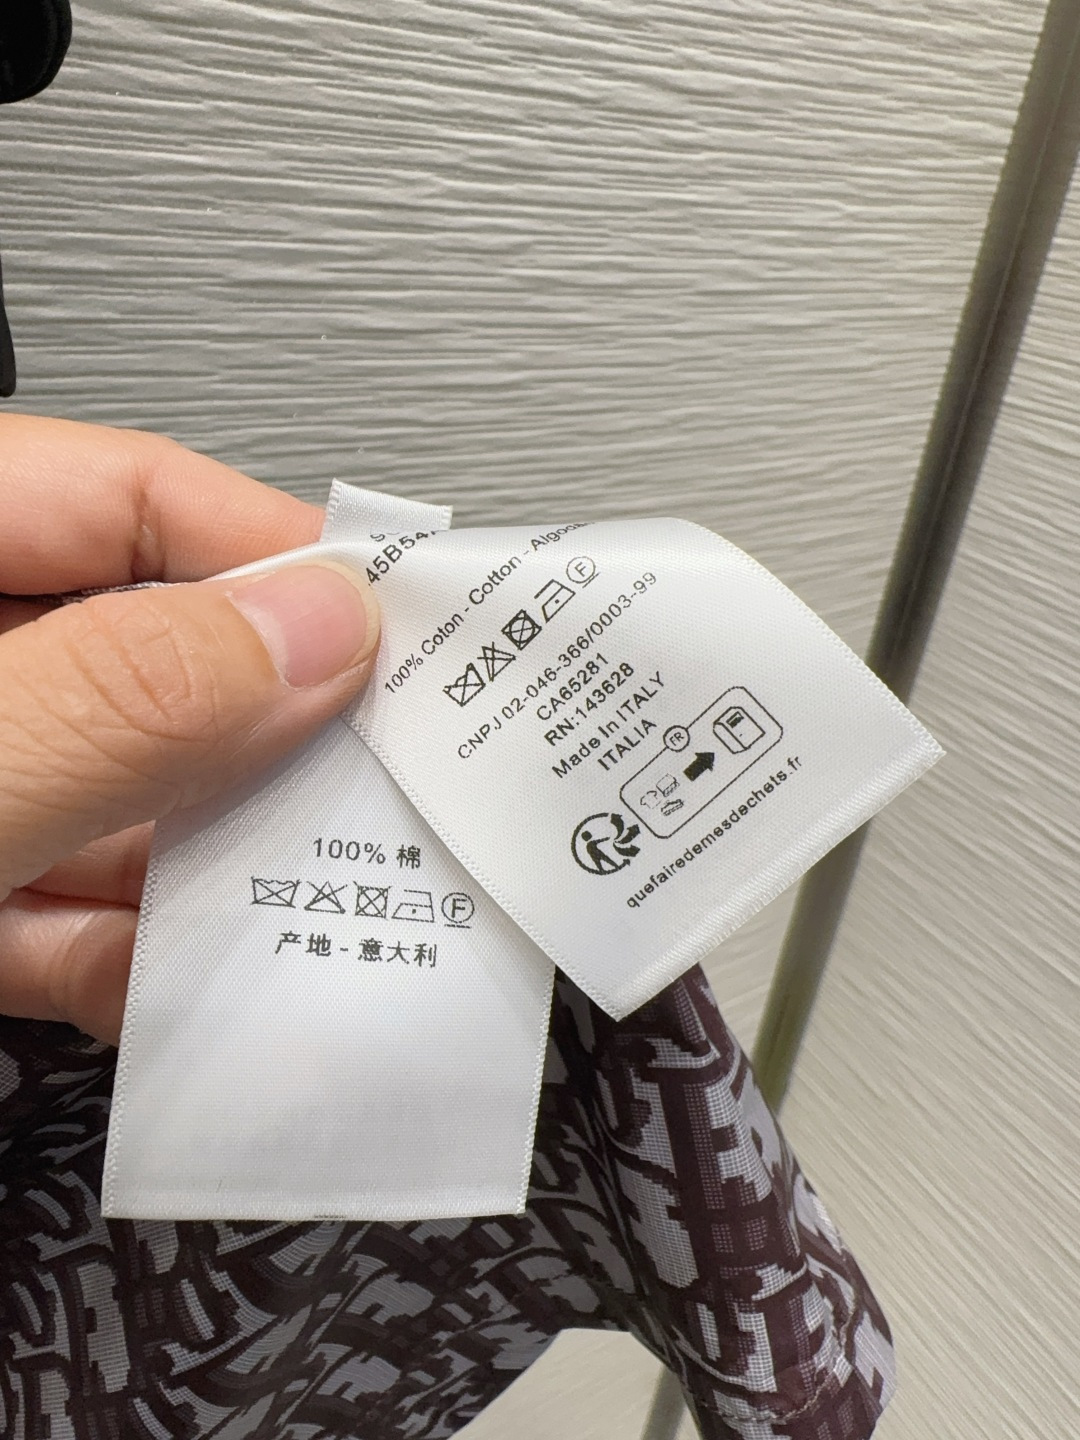 45B54
100% Coton - Cotton -
F
CNPJ 02-046-366/0003-99
CA65281
RN:143628
Made In ITALY
ITALIA
FR
quefairedemesdechets.fr
100% 棉
F
产地 - 意大利